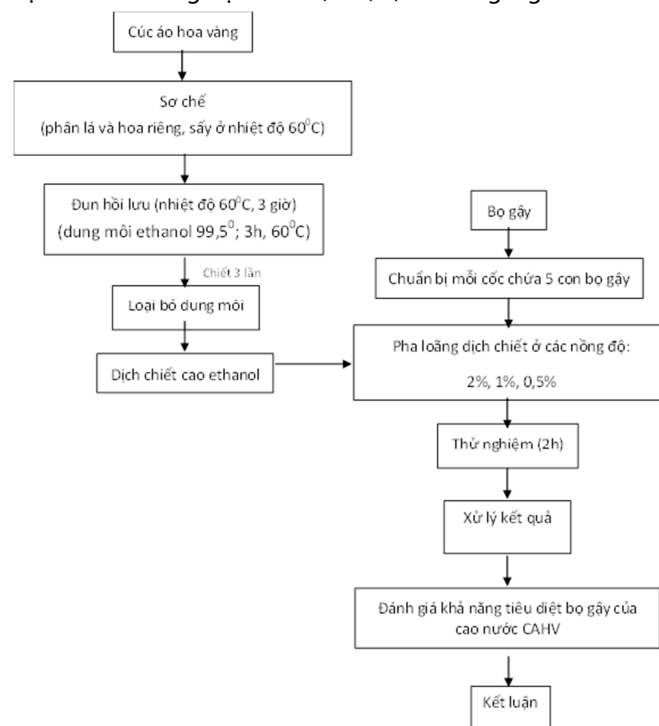 Cúc áo hoa vàng
Sơ chế
(phân lá và hoa riêng, sấy ở nhiệt độ 60⁰C)
Đun hồi lưu (nhiệt độ 60⁰C, 3 giờ)
(dung môi ethanol 99,5⁰; 3h, 60⁰C)
Chiết 3 lần
Loại bỏ dung môi
Dịch chiết cao ethanol
Bọ gậy
Chuẩn bị mỗi cốc chứa 5 con bọ gậy
Pha loãng dịch chiết ở các nồng độ:
2%, 1%, 0,5%
Thử nghiệm (2h)
Xử lý kết quả
Đánh giá khả năng tiêu diệt bọ gậy của
cao nước CAHV
Kết luận